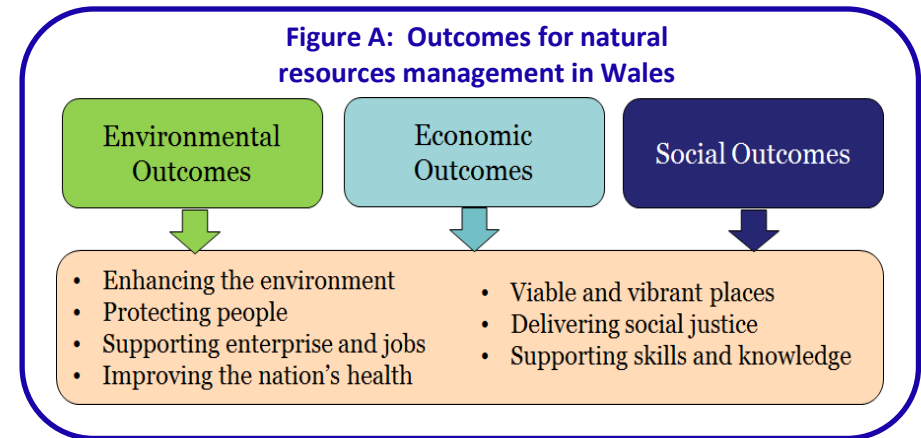 Figure A:  Outcomes for natural
resources management in Wales
Environmental
Outcomes
Economic
Outcomes
Social Outcomes
• Enhancing the environment
• Protecting people
• Supporting enterprise and jobs
• Improving the nation’s health
• Viable and vibrant places
• Delivering social justice
• Supporting skills and knowledge